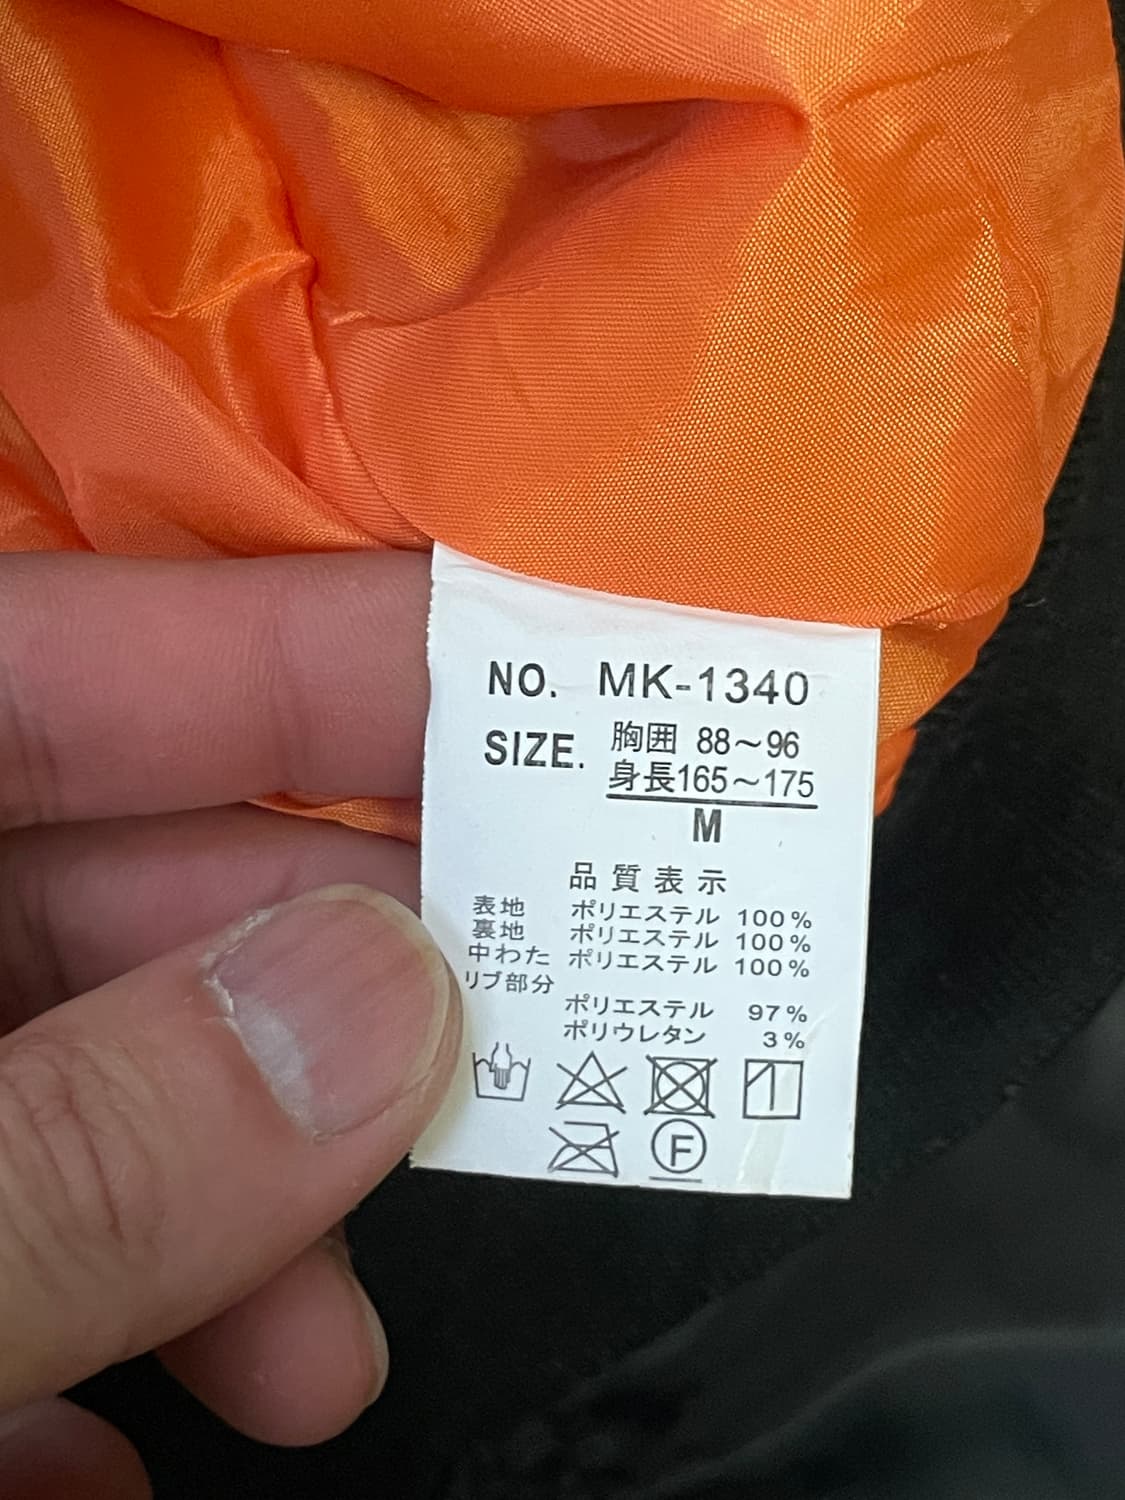 NO. MK-1340
SIZE. 胸囲 88～96
身長165～175
M
品質表示
表地 ポリエステル 100%
裏地 ポリエステル 100%
中わた ポリエステル 100%
リブ部分
ポリエステル 97%
ポリウレタン 3%
F